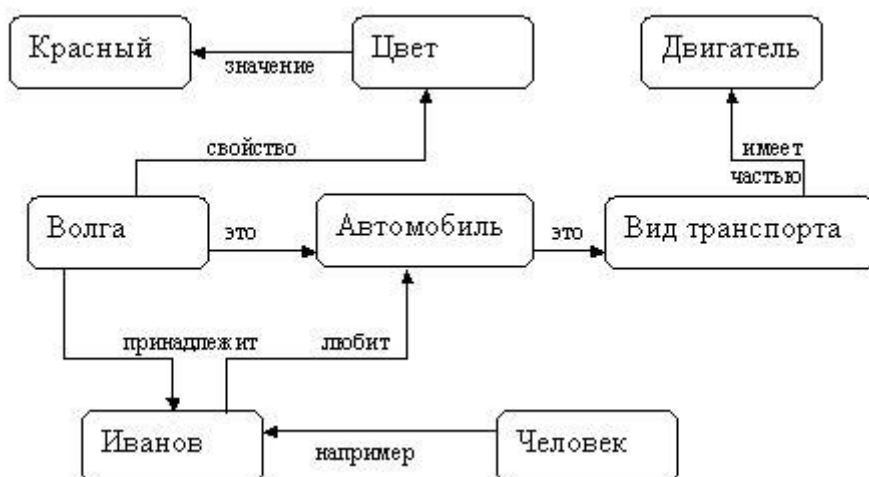 Красный
Цвет
Двигатель
значение
свойство
имеет
частью
Волга
это
Автомобиль
это
Вид транспорта
принадлежит
любит
Иванов
например
Человек